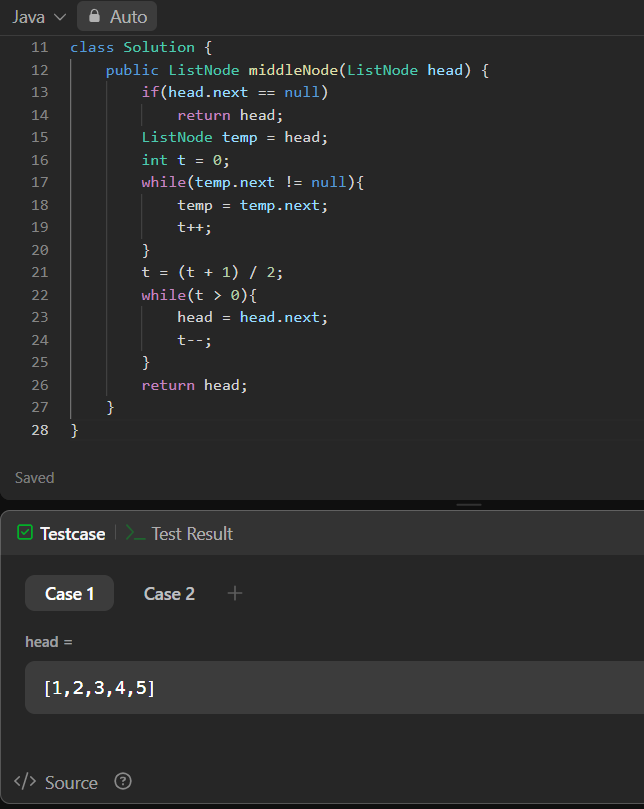 Java Auto
11 class Solution {
12 public ListNode middleNode(ListNode head) {
13 if(head.next == null)
14 return head;
15 ListNode temp = head;
16 int t = 0;
17 while(temp.next != null){
18 temp = temp.next;
19 t++;
20 }
21 t = (t + 1) / 2;
22 while(t > 0){
23 head = head.next;
24 t--;
25 }
26 return head;
27 }
28 }
Saved
Testcase >_ Test Result
Case 1 Case 2 +
head =
[1,2,3,4,5]
</> Source ?